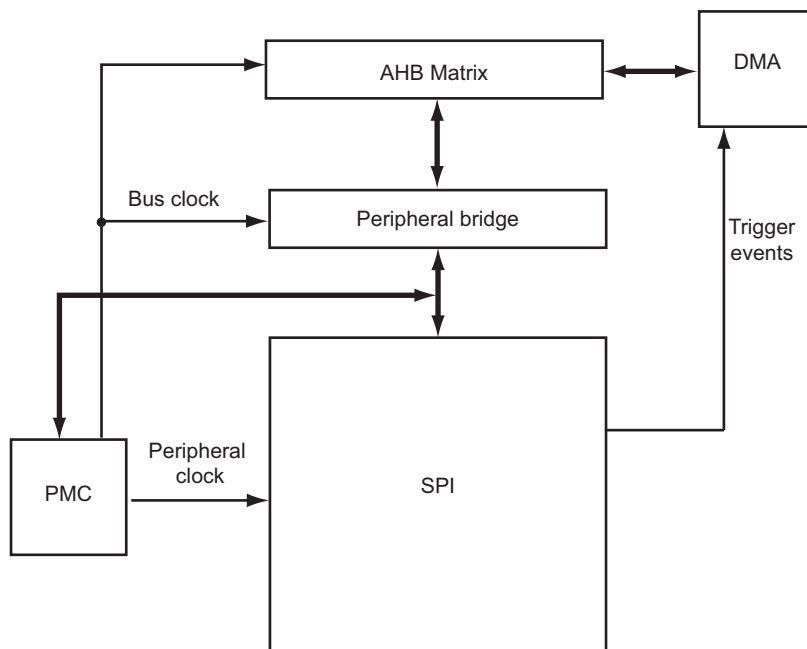 AHB Matrix
DMA
Bus clock
Peripheral bridge
Trigger
events
PMC
Peripheral
clock
SPI